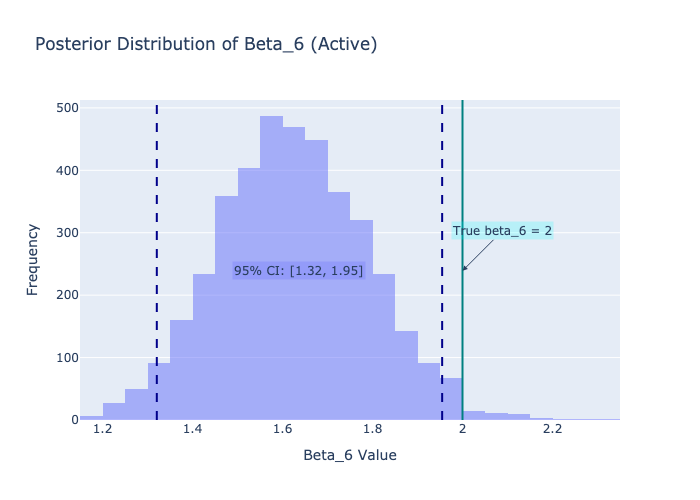 Posterior Distribution of Beta_6 (Active)
500
400
300
200
100
0
Frequency
True beta_6 = 2
95% CI: [1.32, 1.95]
1.2
1.4
1.6
1.8
2
2.2
Beta_6 Value